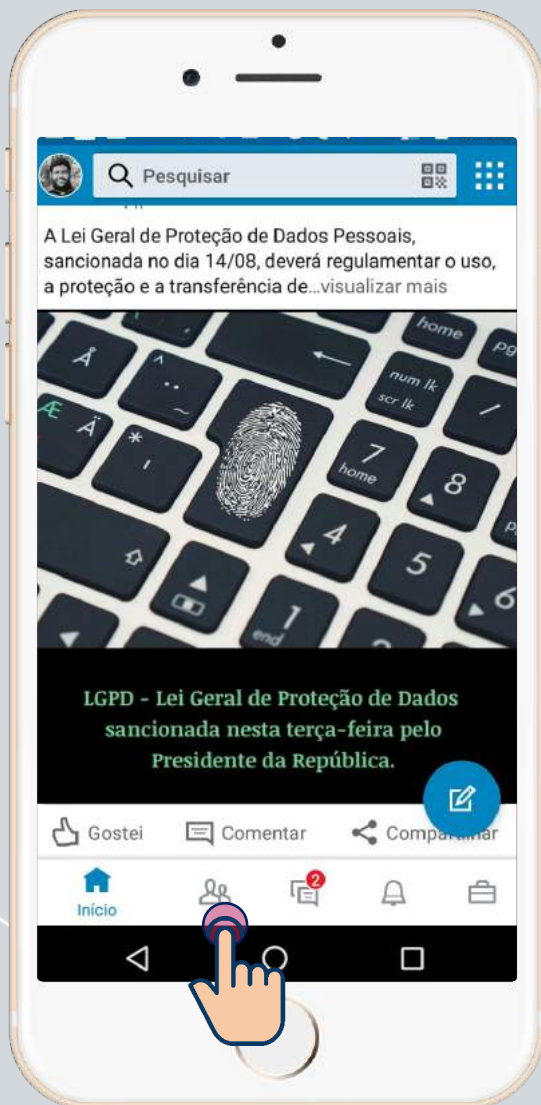 Pesquisar
A Lei Geral de Proteção de Dados Pessoais,
sancionada no dia 14/08, deverá regulamentar o uso,
a proteção e a transferência de...visualizar mais
home
pg
Å
^
¨
~
num lk
scr lk
/
Æ
Ä
*
'
7
home
8
4
5
6
1
end
LGPD - Lei Geral de Proteção de Dados
sancionada nesta terça-feira pelo
Presidente da República.
Gostei
Comentar
2
Início